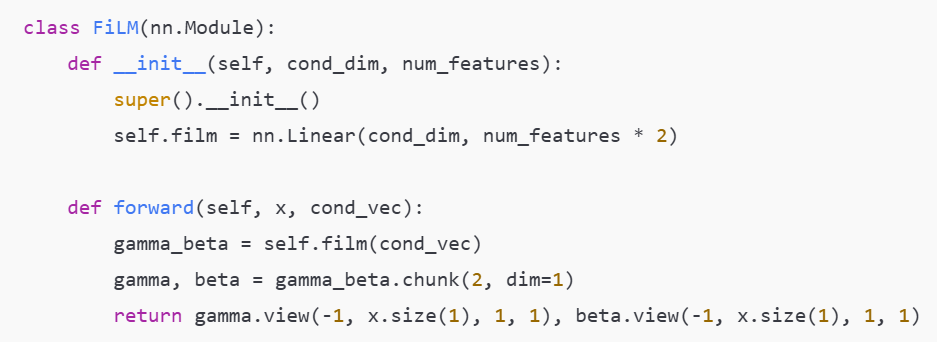 class FiLM(nn.Module):
    def __init__(self, cond_dim, num_features):
        super().__init__()
        self.film = nn.Linear(cond_dim, num_features * 2)

    def forward(self, x, cond_vec):
        gamma_beta = self.film(cond_vec)
        gamma, beta = gamma_beta.chunk(2, dim=1)
        return gamma.view(-1, x.size(1), 1, 1), beta.view(-1, x.size(1), 1, 1)